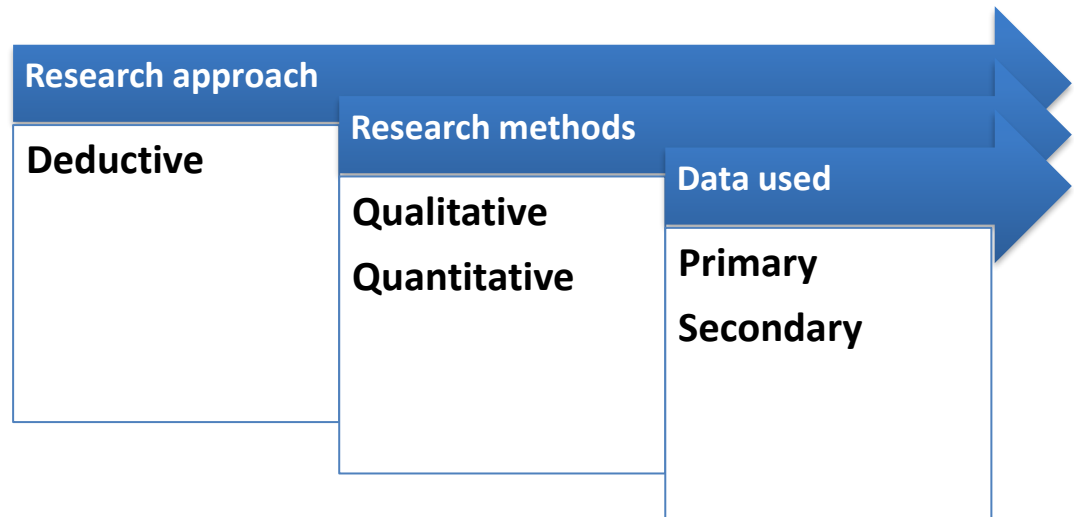 Research approach
Deductive
Research methods
Qualitative
Quantitative
Data used
Primary
Secondary